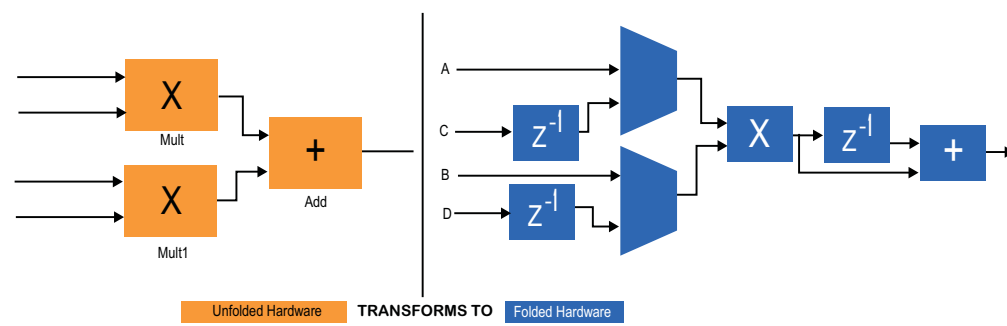 X
Mult
X
Mult1
+
Add
A
C
z-1
B
D
z-1
X
z-1
+
Unfolded Hardware TRANSFORMS TO Folded Hardware